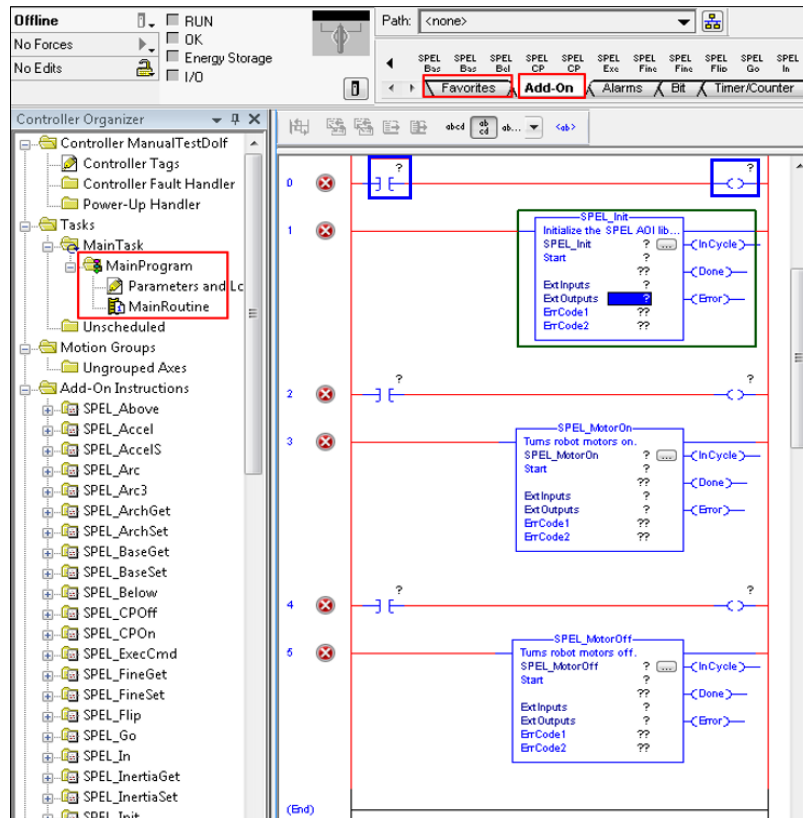 Offline
RUN
Path: <none>
No Forces
OK
Energy Storage
No Edits
I/O
SPEL SPEL SPEL SPEL SPEL SPEL SPEL SPEL SPEL SPEL SPEL
Bas Bas Bel CP CP Exe Fine Fine Flip Go In
Favorites Add-On Alarms Bit Timer/Counter
Controller Organizer
abcd ab cd ab... <ab>
Controller ManualTestDolf
Controller Tags
Controller Fault Handler
Power-Up Handler
Tasks
MainTask
MainProgram
Parameters and Lc
MainRoutine
Unscheduled
Motion Groups
Ungrouped Axes
Add-On Instructions
SPEL_Above
SPEL_Accel
SPEL_AccelS
SPEL_Arc
SPEL_Arc3
SPEL_ArchGet
SPEL_ArchSet
SPEL_BaseGet
SPEL_BaseSet
SPEL_Below
SPEL_CPOff
SPEL_CPOn
SPEL_ExecCmd
SPEL_FineGet
SPEL_FineSet
SPEL_Flip
SPEL_Go
SPEL_In
SPEL_InertiaGet
SPEL_InertiaSet
SPEL_Init
? ?
0
SPEL_Init
1
Initialize the SPEL AOI lib...
SPEL_Init ? ... (InCycle)
Start ?
?? (Done)
ExtInputs ?
ExtOutputs ? (Error)
ErrCode1 ??
ErrCode2 ??
? ?
2
SPEL_MotorOn
3
Turns robot motors on.
SPEL_MotorOn ? ... (InCycle)
Start ?
?? (Done)
ExtInputs ?
ExtOutputs ? (Error)
ErrCode1 ??
ErrCode2 ??
? ?
4
SPEL_MotorOff
5
Turns robot motors off.
SPEL_MotorOff ? ... (InCycle)
Start ?
?? (Done)
ExtInputs ?
ExtOutputs ? (Error)
ErrCode1 ??
ErrCode2 ??
(End)